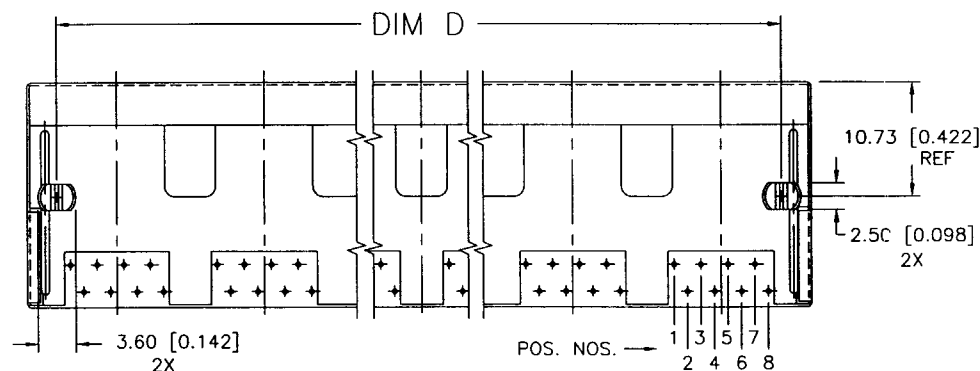 DIM D
10.73 [0.422]
REF
2.50 [0.098]
2X
3.60 [0.142]
2X
POS. NOS.
1 3 5 7
2 4 6 8